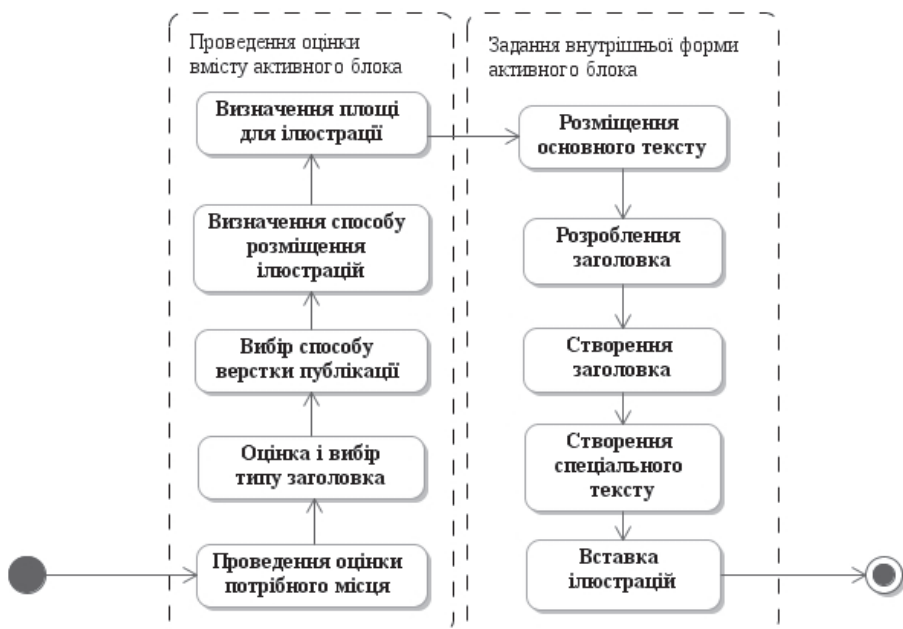 Проведення оцінки
вмісту активного блока
Визначення площі
для ілюстрації
Визначення способу
розміщення
ілюстрацій
Вибір способу
верстки публікації
Оцінка і вибір
типу заголовка
Проведення оцінки
потрібного місця
Задання внутрішньої форми
активного блока
Розміщення
основного тексту
Розроблення
заголовка
Створення
заголовка
Створення
спеціального
тексту
Вставка
ілюстрацій